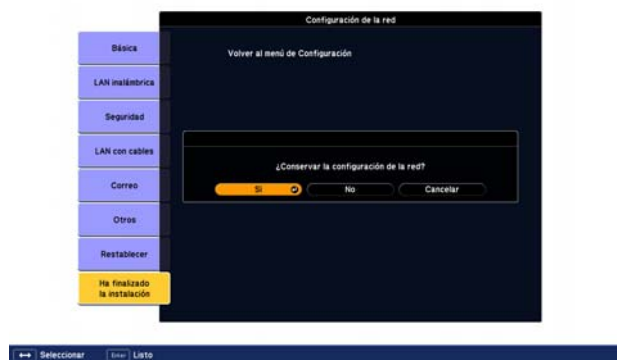 Configuración de la red
Básica
Volver al menú de Configuración
LAN inalámbrica
Seguridad
LAN con cables
¿Conservar la configuración de la red?
Sí
No
Cancelar
Correo
Otros
Restablecer
Ha finalizado
la instalación
Seleccionar
Enter
Listo